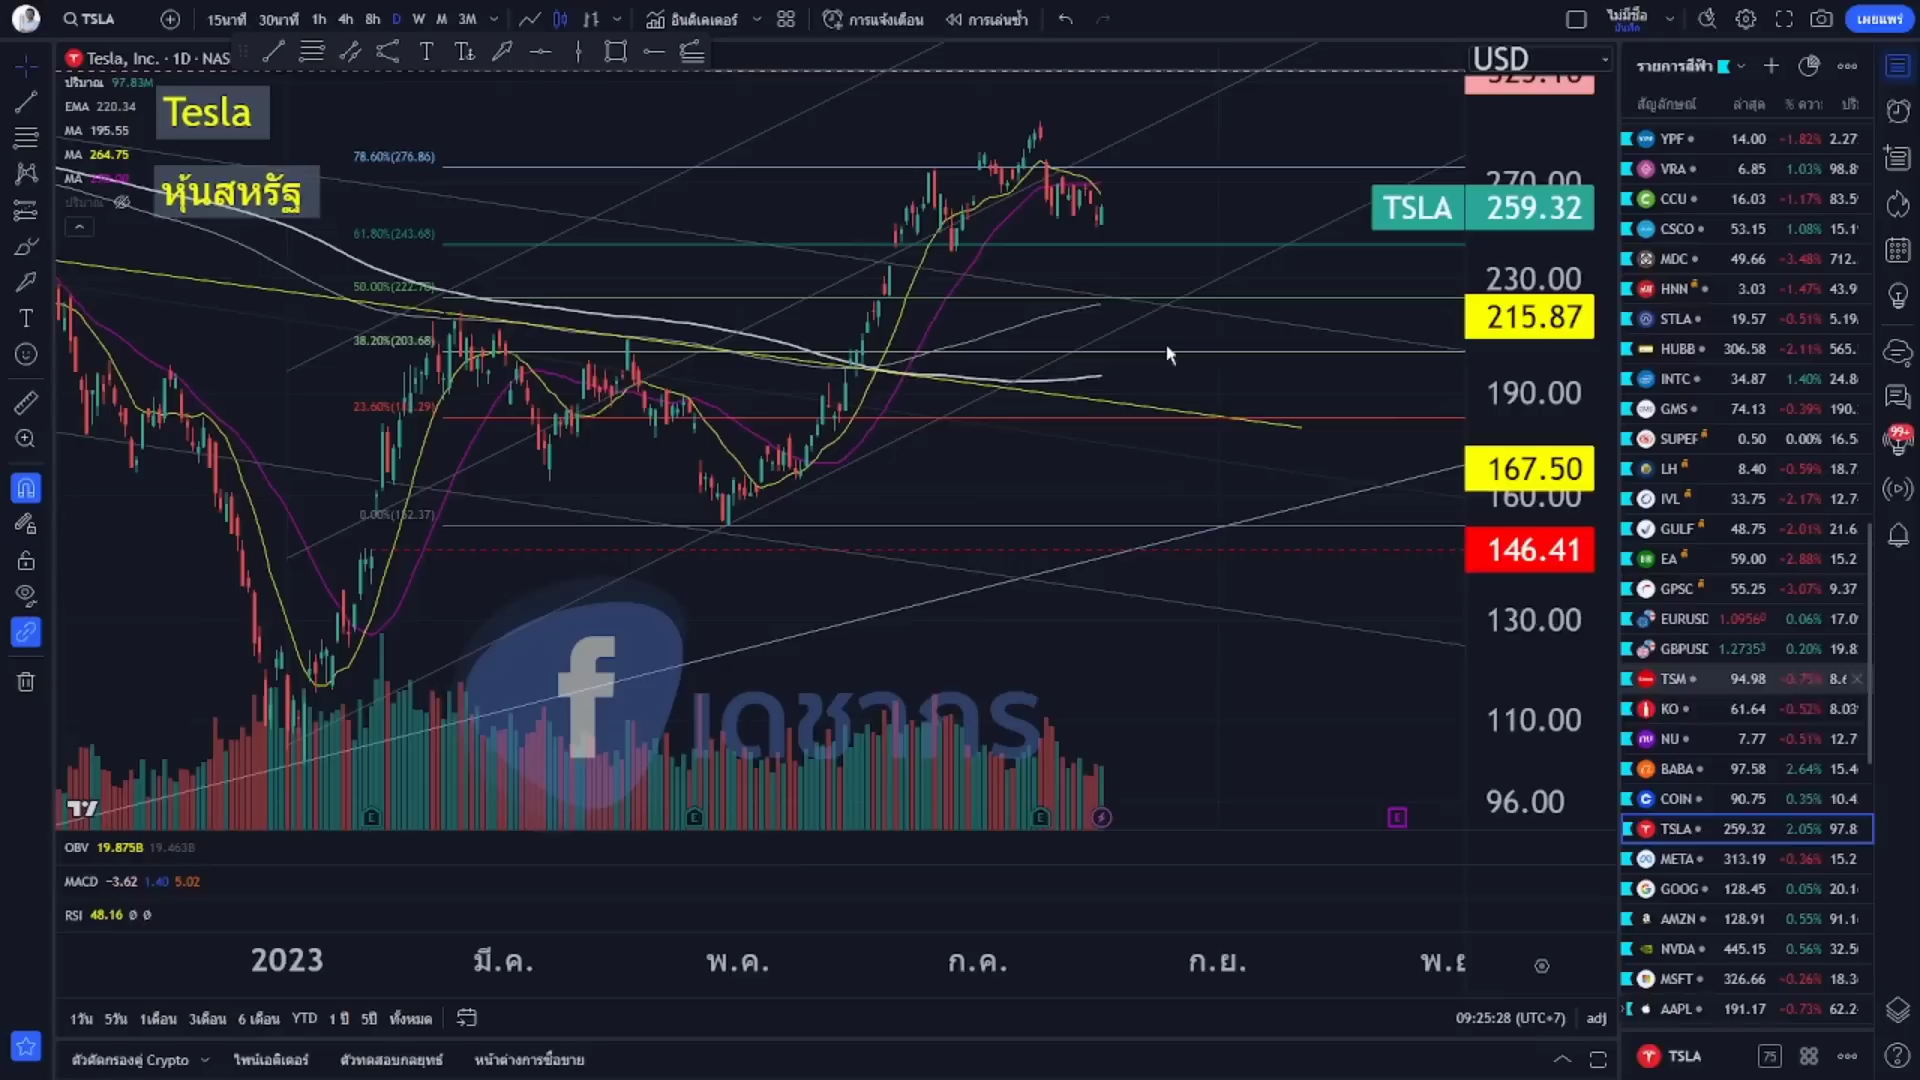 TSLA 15นาที 30นาที 1h 4h 8h D W M 3M อินดิเคเตอร์ การแจ้งเตือน การเล่นซ้ำ ไม่มีชื่อ บันทึก เผยแพร่
Tesla, Inc. · 1D · NAS
ปริมาณ 97.83M
EMA 220.34
MA 195.55
MA 264.75
MA
ปริมาณ
Tesla
หุ้นสหรัฐ
78.60%(276.86)
61.80%(243.68)
50.00%(222.76)
38.20%(203.68)
23.60%
0.00%(152.37)
USD
270.00
TSLA 259.32
230.00
215.87
190.00
167.50
160.00
146.41
130.00
110.00
96.00
f เดชากร
E E E E
OBV 19.875B 19.463B
MACD −3.62 1.40 5.02
RSI 48.16 Ø Ø
2023 มี.ค. พ.ค. ก.ค. ก.ย.
1วัน 5วัน 1เดือน 3เดือน 6 เดือน YTD 1 ปี 5ปี ทั้งหมด 09:25:28 (UTC+7) adj
ตัวคัดกรองคู่ Crypto ไพน์เอดิเตอร์ ตัวทดสอบกลยุทธ์ หน้าต่างการซื้อขาย
รายการสีฟ้า
สัญลักษณ์ ล่าสุด
YPF 14.00 -1.82% 2.27
VRA 6.85 1.03% 98.8
CCU 16.03 -1.17% 83.5
CSCO 53.15 1.08% 15.1
MDC 49.66 -3.48% 712.
HNN 3.03 -1.47% 43.9
STLA 19.57 -0.51% 5.19
HUBB 306.58 -2.11% 565.
INTC 34.87 1.40% 24.8
GMS 74.13 -0.39% 190.
SUPEF 0.50 0.00% 16.5
LH 8.40 -0.59% 18.7
IVL 33.75 -2.17% 12.7
GULF 48.75 -2.01% 21.6
EA 59.00 -2.88% 15.2
GPSC 55.25 -3.07% 9.37
EURUSD 1.0956⁰ 0.06% 17.0
GBPUSD 1.2735³ 0.20% 19.8
TSM 94.98 -0.75% 8.6
KO 61.64 -0.52% 8.03
NU 7.77 -0.51% 12.7
BABA 97.58 2.64% 15.4
COIN 90.75 0.35% 10.4
TSLA 259.32 2.05% 97.8
META 313.19 -0.36% 15.2
GOOG 128.45 0.05% 20.1
AMZN 128.91 0.55% 91.1
NVDA 445.15 0.56% 32.5
MSFT 326.66 -0.26% 18.3
AAPL 191.17 -0.73% 62.2
TSLA 75
99+